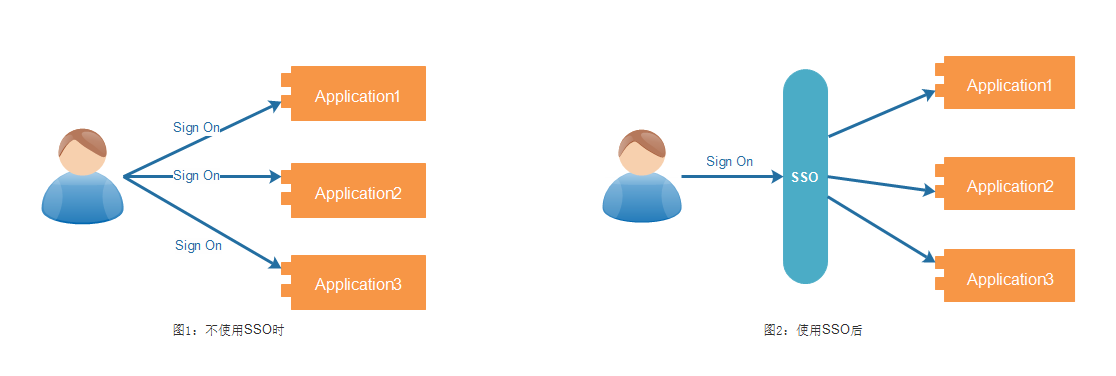 Sign On
Application1
Sign On
Application2
Sign On
Application3
图1：不使用SSO时
Sign On
SSO
Application1
Application2
Application3
图2：使用SSO后